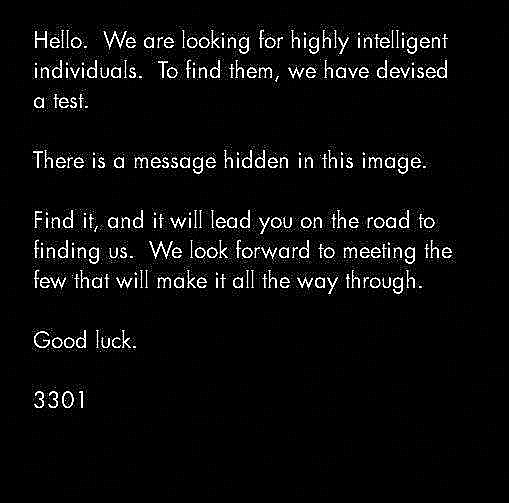 Hello.  We are looking for highly intelligent
individuals.  To find them, we have devised
a test.
There is a message hidden in this image.
Find it, and it will lead you on the road to
finding us.  We look forward to meeting the
few that will make it all the way through.
Good luck.
3301